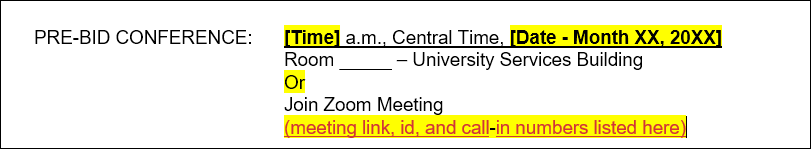 PRE-BID CONFERENCE: [Time] a.m., Central Time, [Date - Month XX, 20XX]
Room _____ – University Services Building
Or
Join Zoom Meeting
(meeting link, id, and call-in numbers listed here)